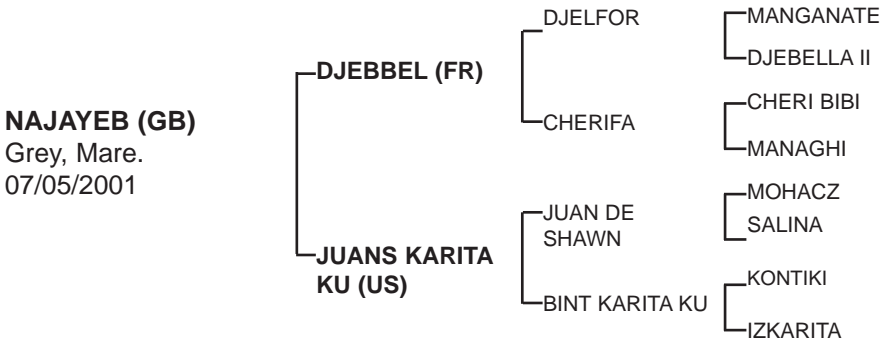 NAJAYEB (GB)
Grey, Mare.
07/05/2001
DJEBBEL (FR)
JUANS KARITA
KU (US)
DJELFOR
CHERIFA
JUAN DE
SHAWN
BINT KARITA KU
MANGANATE
DJEBELLA II
CHERI BIBI
MANAGHI
MOHACZ
SALINA
KONTIKI
IZKARITA